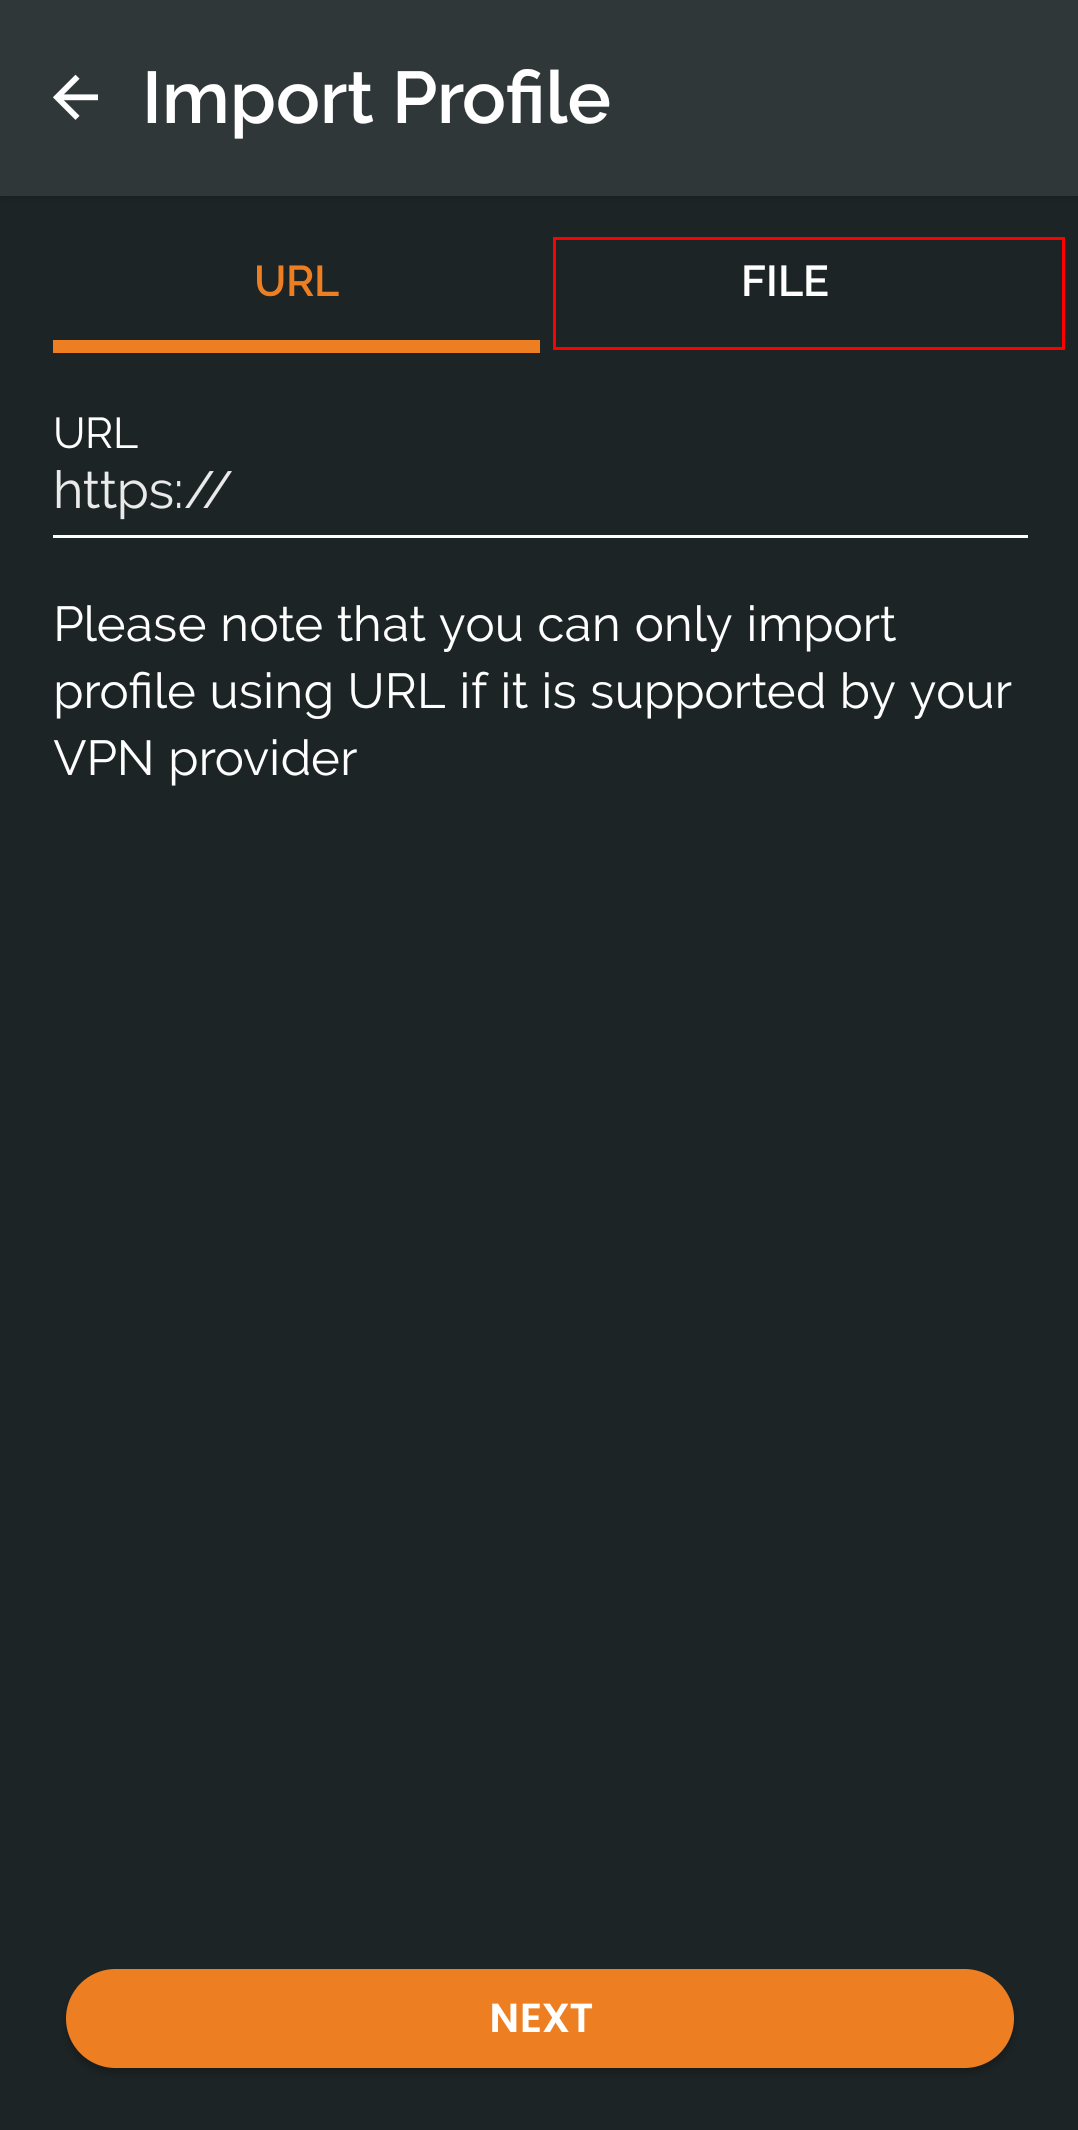 Import Profile
URL
FILE
URL
https://
Please note that you can only import
profile using URL if it is supported by your
VPN provider
NEXT